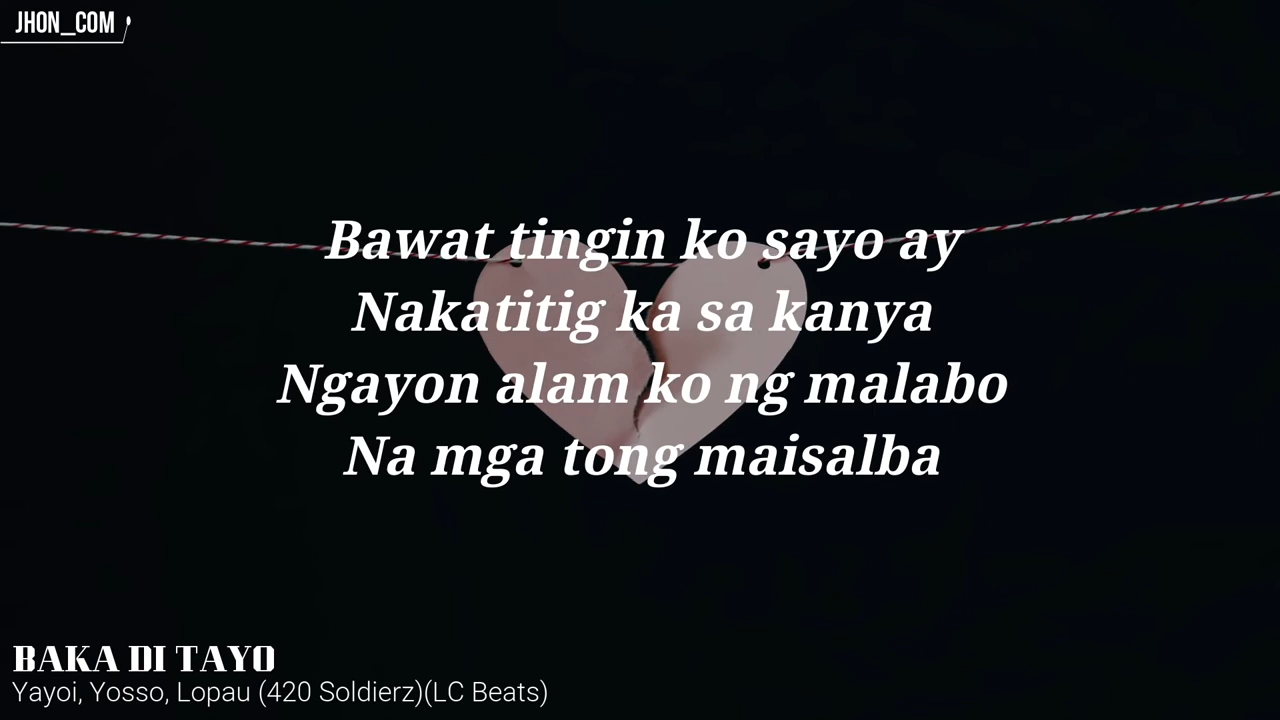 JHON_COM
Bawat tingin ko sayo ay
Nakatitig ka sa kanya
Ngayon alam ko ng malabo
Na mga tong maisalba
BAKA DI TAYO
Yayoi, Yosso, Lopau (420 Soldierz)(LC Beats)